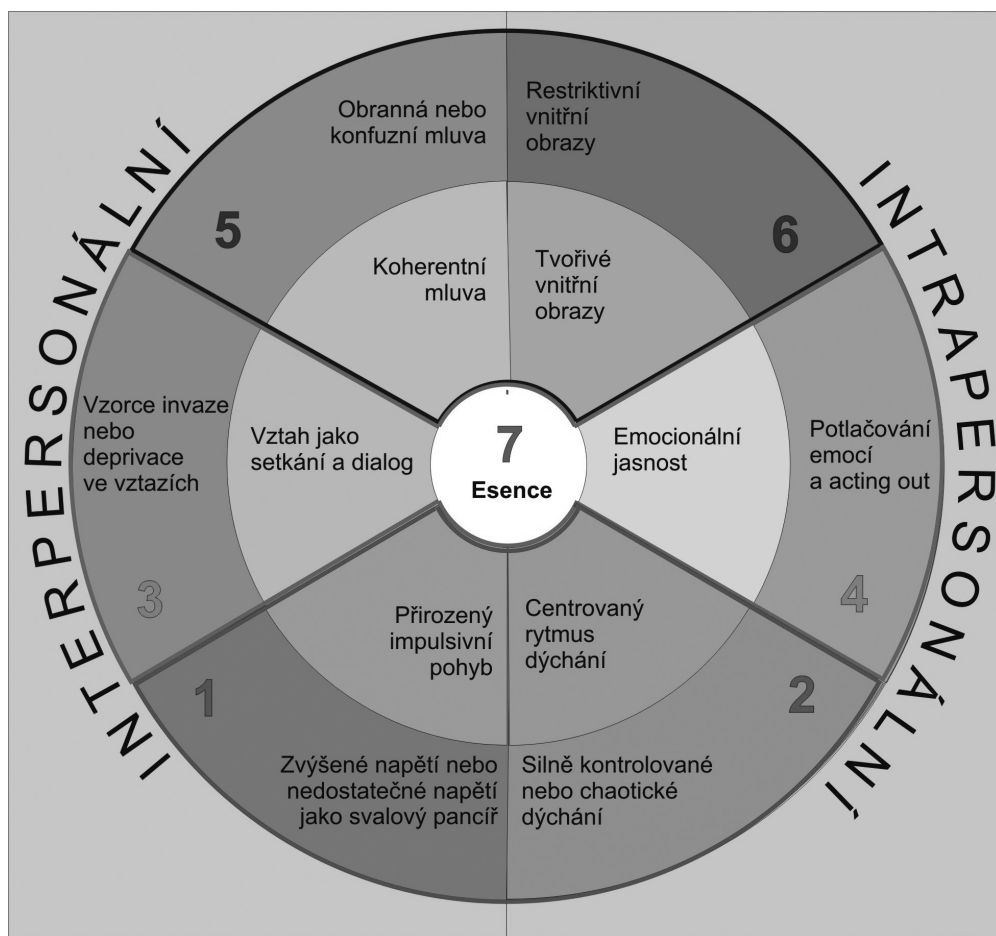 INTERPERSONÁLNÍ
INTRAPERSONÁLNÍ
Obranná nebo
konfuzní mluva
5
Restriktivní
vnitřní
obrazy
6
Koherentní
mluva
Tvořivé
vnitřní
obrazy
Vzorce invaze
nebo
deprivace
ve vztazích
3
Vztah jako
setkání a dialog
7
Esence
Emocionální
jasnost
Potlačování
emocí
a acting out
4
Přirozený
impulsivní
pohyb
Centrovaný
rytmus
dýchání
1
2
Zvýšené napětí nebo
nedostatečné napětí
jako svalový pancíř
Silně kontrolované
nebo chaotické
dýchání